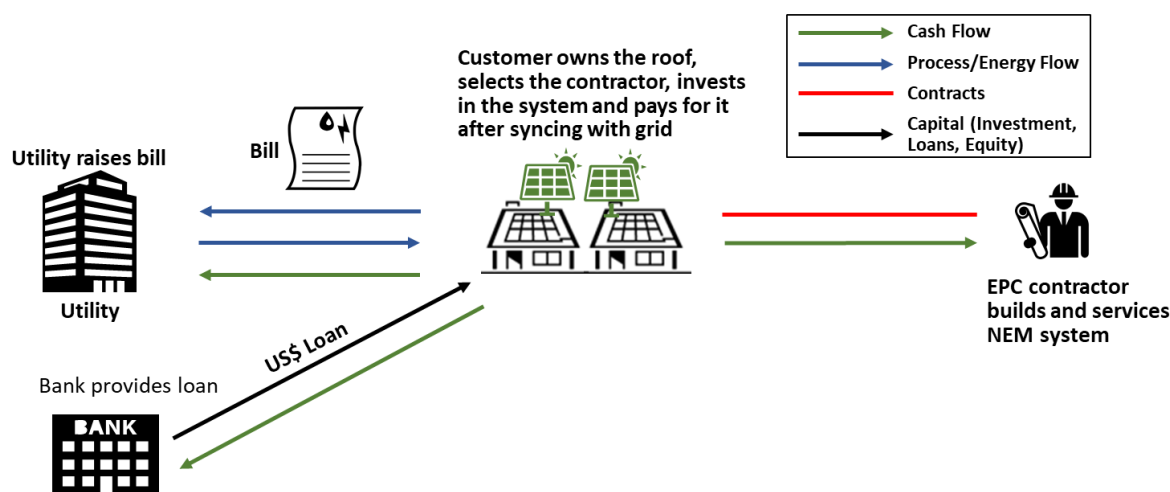 Customer owns the roof,
selects the contractor, invests
in the system and pays for it
after syncing with grid
Cash Flow
Process/Energy Flow
Contracts
Capital (Investment,
Loans, Equity)
Utility raises bill
Bill
Utility
EPC contractor
builds and services
NEM system
US$ Loan
Bank provides loan
BANK